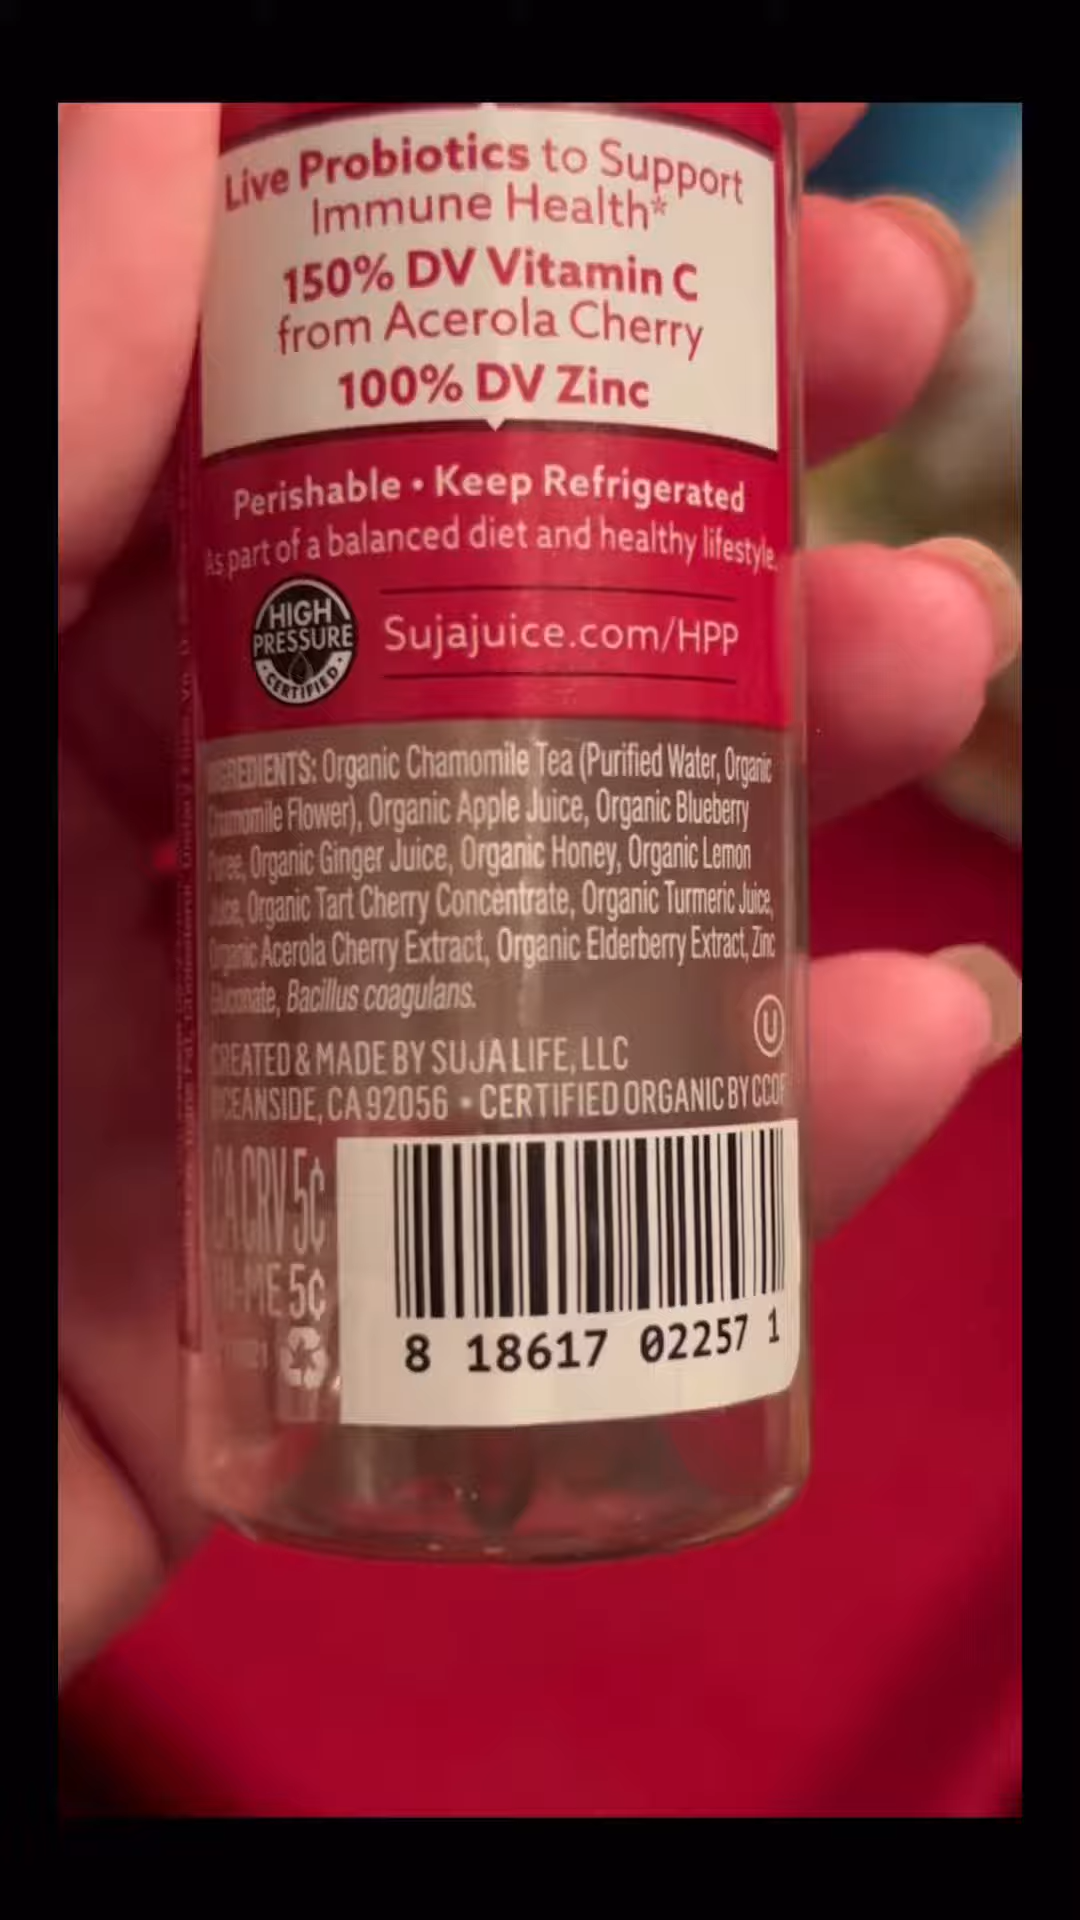 Live Probiotics to Support
Immune Health*
150% DV Vitamin C
from Acerola Cherry
100% DV Zinc
Perishable • Keep Refrigerated
As part of a balanced diet and healthy lifestyle.
HIGH
PRESSURE
• CERTIFIED •
Sujajuice.com/HPP
INGREDIENTS: Organic Chamomile Tea (Purified Water, Organic
Chamomile Flower), Organic Apple Juice, Organic Blueberry
Puree, Organic Ginger Juice, Organic Honey, Organic Lemon
Juice, Organic Tart Cherry Concentrate, Organic Turmeric Juice,
Organic Acerola Cherry Extract, Organic Elderberry Extract, Zinc
Gluconate, Bacillus coagulans.
U
CREATED & MADE BY SUJA LIFE, LLC
OCEANSIDE, CA 92056 • CERTIFIED ORGANIC BY CCOF
CA CRV 5¢
ME 5¢
8 18617 02257 1